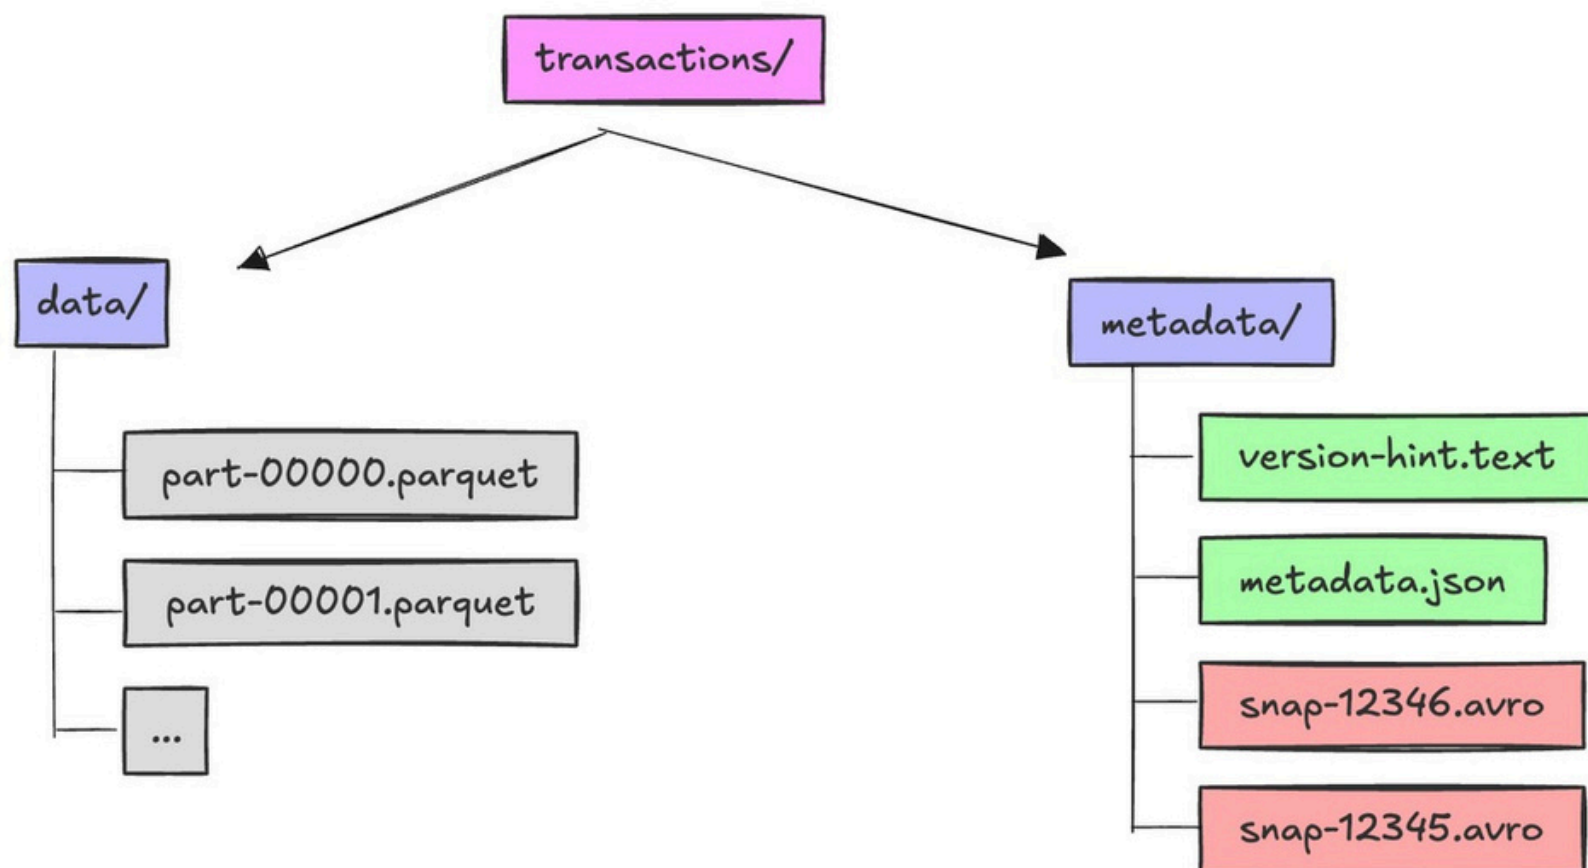 transactions/
data/
part-00000.parquet
part-00001.parquet
...
metadata/
version-hint.text
metadata.json
snap-12346.avro
snap-12345.avro